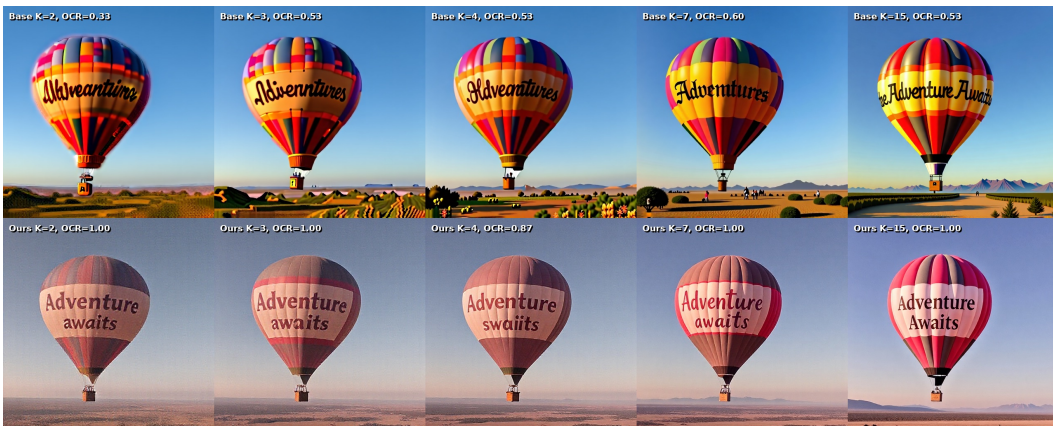 Base K=2, OCR=0.33
Base K=3, OCR=0.53
Base K=4, OCR=0.53
Base K=7, OCR=0.60
Base K=15, OCR=0.53
Adivenntures
Adventures
he Adventure Awaits
Ours K=2, OCR=1.00
Ours K=3, OCR=1.00
Ours K=4, OCR=0.87
Ours K=7, OCR=1.00
Ours K=15, OCR=1.00
Adventure
awaits
Adventure
awaits
Adventure
swaiits
Adventure
awaits
Adventure
Awaits